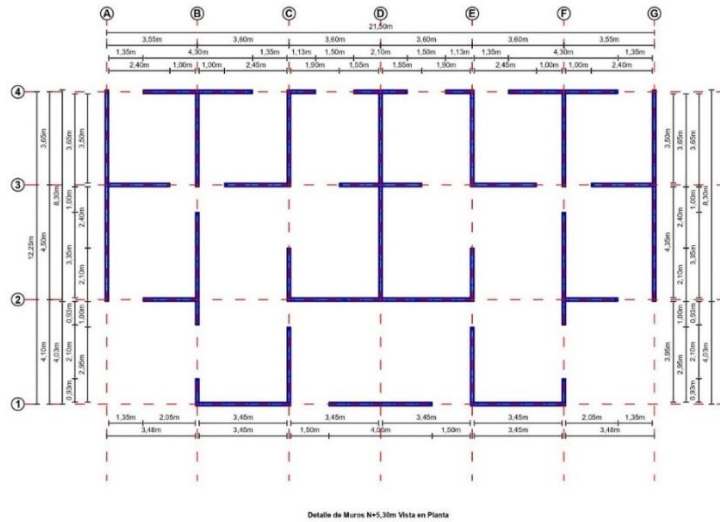 A B C D E F G
21,50m
3,55m 3,60m 3,60m 3,60m 3,60m 3,55m
1,35m 4,30m 1,35m 1,13m 1,50m 2,10m 1,50m 1,13m 1,35m 4,30m 1,35m
2,40m 1,00m 1,00m 2,45m 1,90m 1,55m 1,55m 1,90m 2,45m 1,00m 1,00m 2,40m
4
3
2
1
12,25m
3,65m 4,50m 4,10m
8,30m 4,03m
3,65m 1,00m 3,35m 0,93m 2,10m 0,93m
3,50m 2,40m 2,10m 1,00m 2,95m
3,50m 4,35m 3,95m
3,65m 2,40m 2,10m 1,00m 2,95m
3,65m 1,00m 3,35m 0,93m 2,10m 0,93m
8,30m 4,03m
1,35m 2,05m 3,45m 3,45m 3,45m 3,45m 2,05m 1,35m
3,48m 3,45m 1,50m 1,50m 3,45m 3,48m
Detalle de Muros N+5,30m Vista en Planta